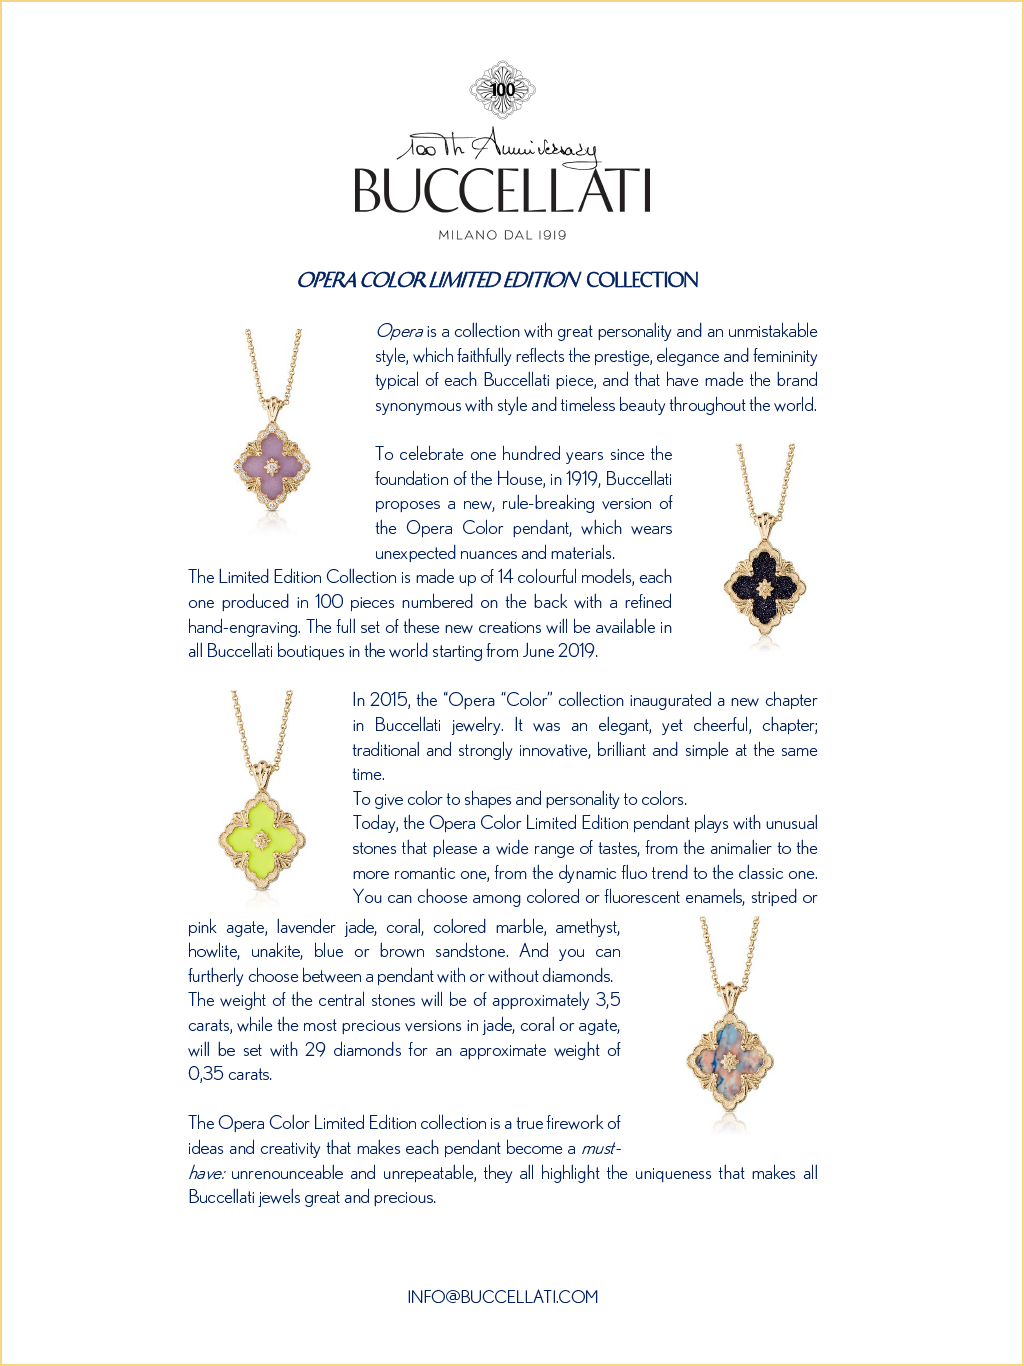 100
100th Anniversary
BUCCELLATI
MILANO DAL 1919
OPERA COLOR LIMITED EDITION COLLECTION
Opera is a collection with great personality and an unmistakable
style, which faithfully reflects the prestige, elegance and femininity
typical of each Buccellati piece, and that have made the brand
synonymous with style and timeless beauty throughout the world.
To celebrate one hundred years since the
foundation of the House, in 1919, Buccellati
proposes a new, rule-breaking version of
the Opera Color pendant, which wears
unexpected nuances and materials.
The Limited Edition Collection is made up of 14 colourful models, each
one produced in 100 pieces numbered on the back with a refined
hand-engraving. The full set of these new creations will be available in
all Buccellati boutiques in the world starting from June 2019.
In 2015, the “Opera “Color” collection inaugurated a new chapter
in Buccellati jewelry. It was an elegant, yet cheerful, chapter;
traditional and strongly innovative, brilliant and simple at the same
time.
To give color to shapes and personality to colors.
Today, the Opera Color Limited Edition pendant plays with unusual
stones that please a wide range of tastes, from the animalier to the
more romantic one, from the dynamic fluo trend to the classic one.
You can choose among colored or fluorescent enamels, striped or
pink agate, lavender jade, coral, colored marble, amethyst,
howlite, unakite, blue or brown sandstone. And you can
furtherly choose between a pendant with or without diamonds.
The weight of the central stones will be of approximately 3,5
carats, while the most precious versions in jade, coral or agate,
will be set with 29 diamonds for an approximate weight of
0,35 carats.
The Opera Color Limited Edition collection is a true firework of
ideas and creativity that makes each pendant become a must-
have: unrenounceable and unrepeatable, they all highlight the uniqueness that makes all
Buccellati jewels great and precious.
INFO@BUCCELLATI.COM